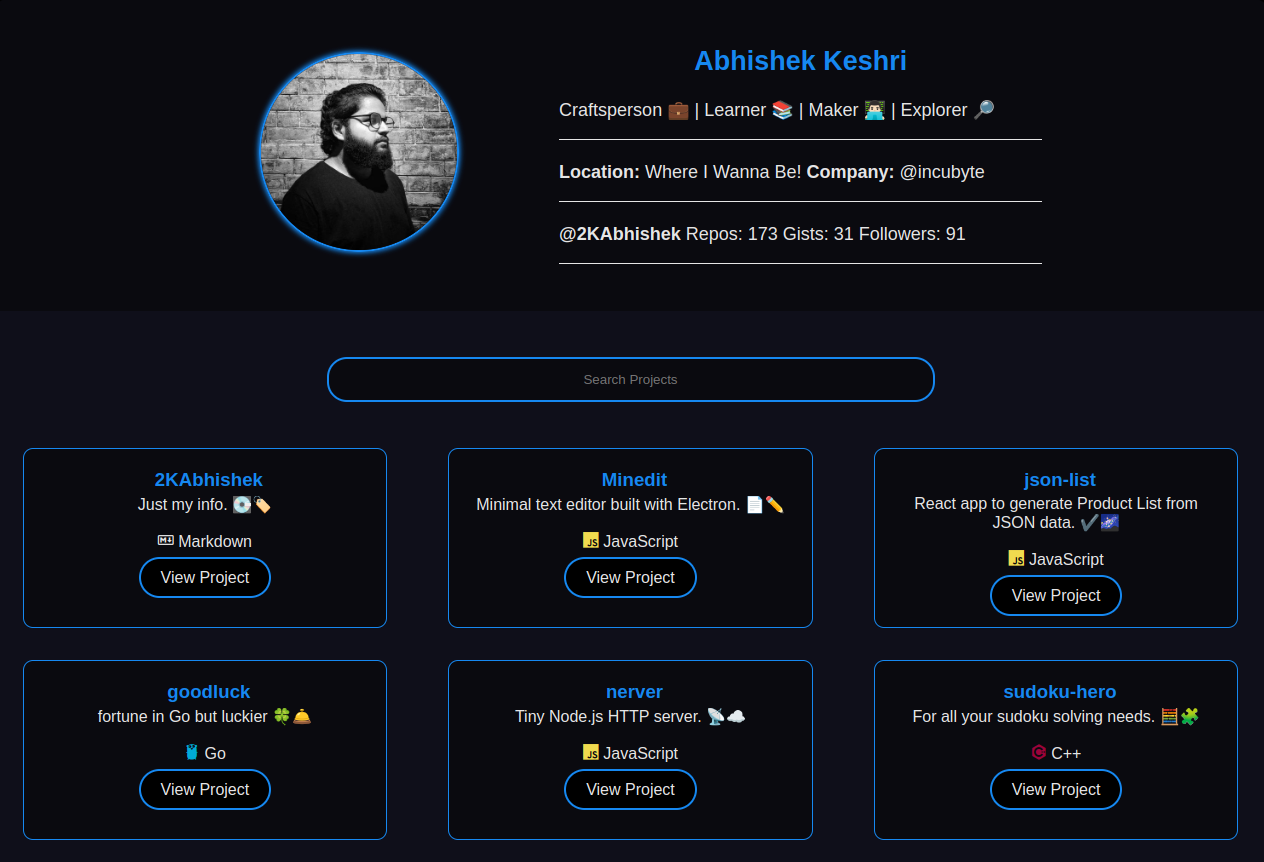 Abhishek Keshri
Craftsperson 💼 | Learner 📚 | Maker 👨🏻‍💻 | Explorer 🔎
Location: Where I Wanna Be! Company: @incubyte
@2KAbhishek Repos: 173 Gists: 31 Followers: 91
Search Projects
2KAbhishek
Just my info. 💽🏷️
Markdown
View Project
Minedit
Minimal text editor built with Electron. 📄✏️
JS JavaScript
View Project
json-list
React app to generate Product List from
JSON data. ✔️🌌
JS JavaScript
View Project
goodluck
fortune in Go but luckier 🍀🛎️
Go
View Project
nerver
Tiny Node.js HTTP server. 📡☁️
JS JavaScript
View Project
sudoku-hero
For all your sudoku solving needs. 🧮🧩
C C++
View Project